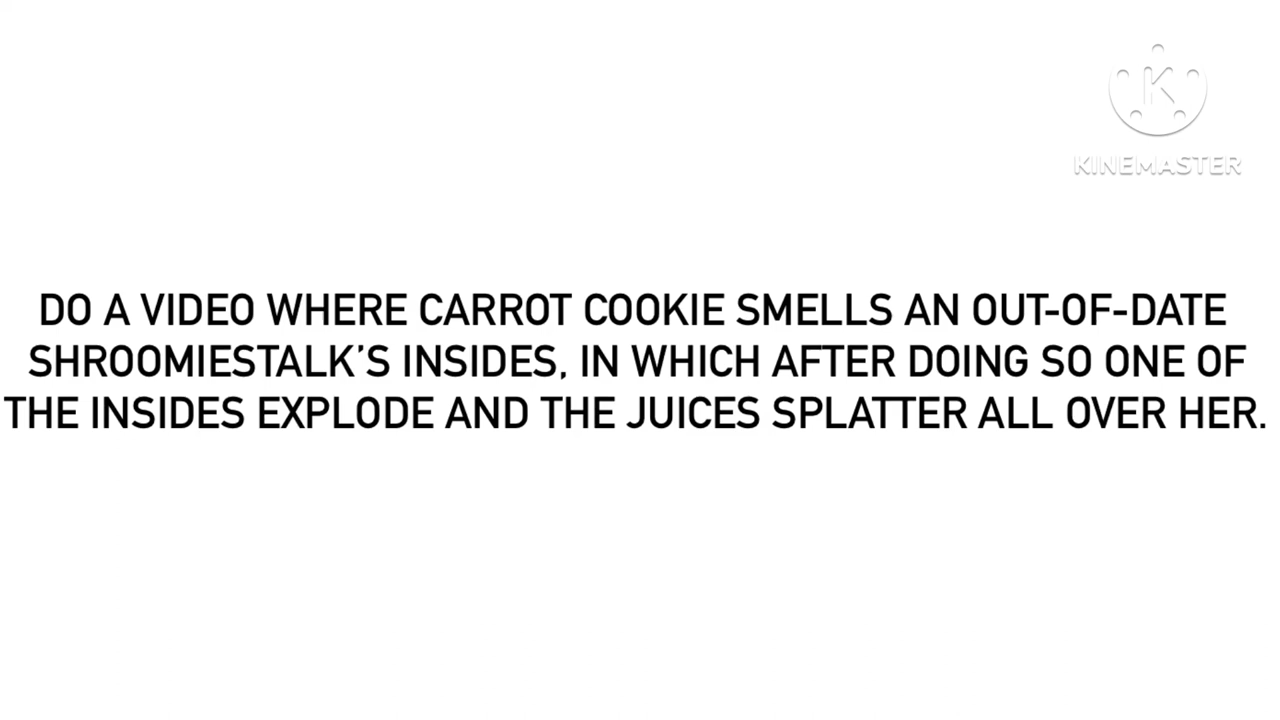 KINEMASTER
DO A VIDEO WHERE CARROT COOKIE SMELLS AN OUT-OF-DATE
SHROOMIESTALK'S INSIDES, IN WHICH AFTER DOING SO ONE OF
THE INSIDES EXPLODE AND THE JUICES SPLATTER ALL OVER HER.